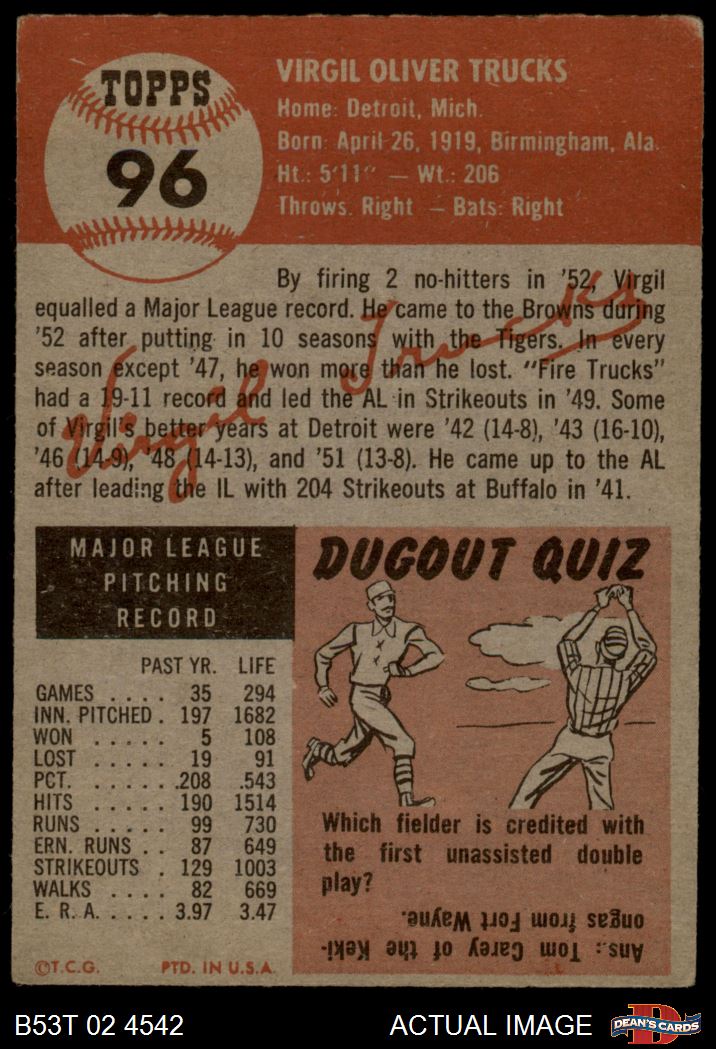 TOPPS
96
VIRGIL OLIVER TRUCKS
Home: Detroit, Mich.
Born: April 26, 1919, Birmingham, Ala.
Ht.: 5'11" — Wt.: 206
Throws: Right — Bats: Right
By firing 2 no-hitters in '52, Virgil
equalled a Major League record. He came to the Browns during
'52 after putting in 10 seasons with the Tigers. In every
season except '47, he won more than he lost. "Fire Trucks"
had a 19-11 record and led the AL in Strikeouts in '49. Some
of Virgil's better years at Detroit were '42 (14-8), '43 (16-10),
'46 (14-9), '48 (14-13), and '51 (13-8). He came up to the AL
after leading the IL with 204 Strikeouts at Buffalo in '41.
Virgil Trucks
MAJOR LEAGUE
PITCHING
RECORD
PAST YR. LIFE
GAMES .... 35 294
INN. PITCHED . 197 1682
WON ..... 5 108
LOST ..... 19 91
PCT. ...... .208 .543
HITS ..... 190 1514
RUNS .... 99 730
ERN. RUNS .. 87 649
STRIKEOUTS . 129 1003
WALKS .... 82 669
E. R. A. ..... 3.97 3.47
©T.C.G. PTD. IN U.S.A.
DUGOUT QUIZ
Which fielder is credited with
the first unassisted double
play?
Ans.: Tom Carey of the Keki-
ongas from Fort Wayne.
B53T 02 4542
ACTUAL IMAGE
D
DEAN'S CARDS